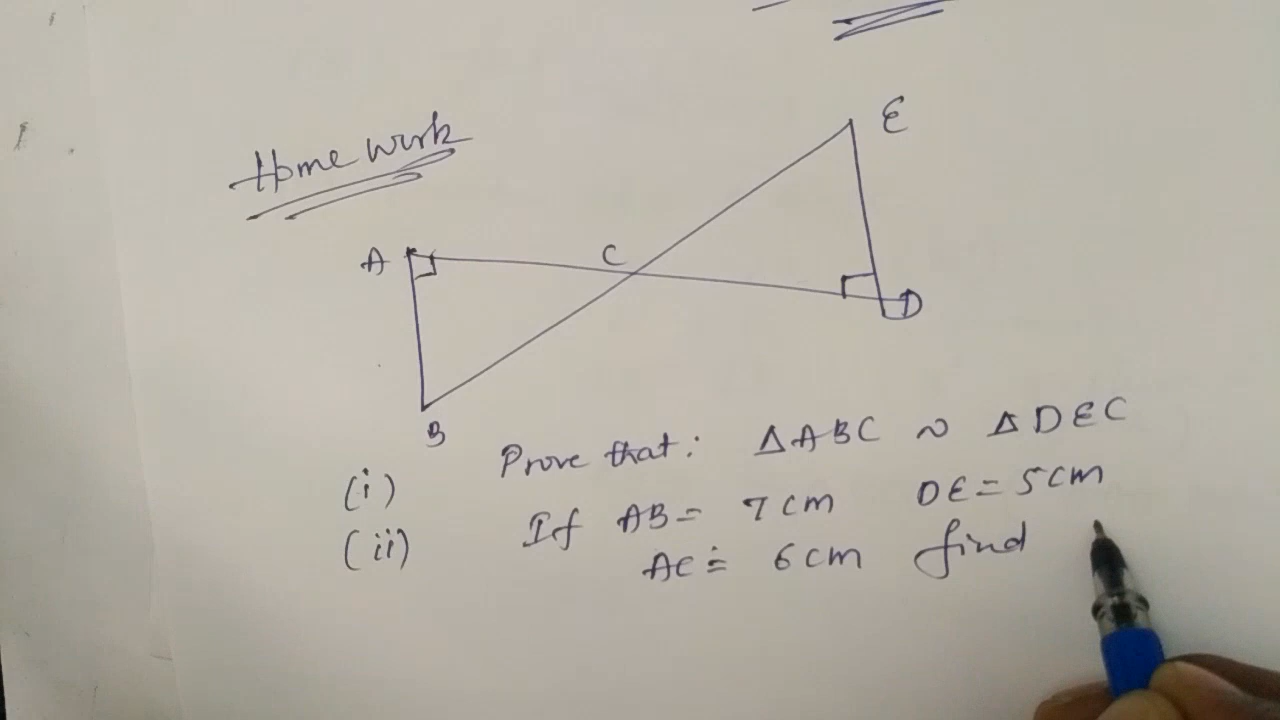 Home work
E
A
C
D
B
(i) Prove that: ΔABC ~ ΔDEC
(ii) If AB = 7 cm DE = 5 cm
AC = 6 cm find